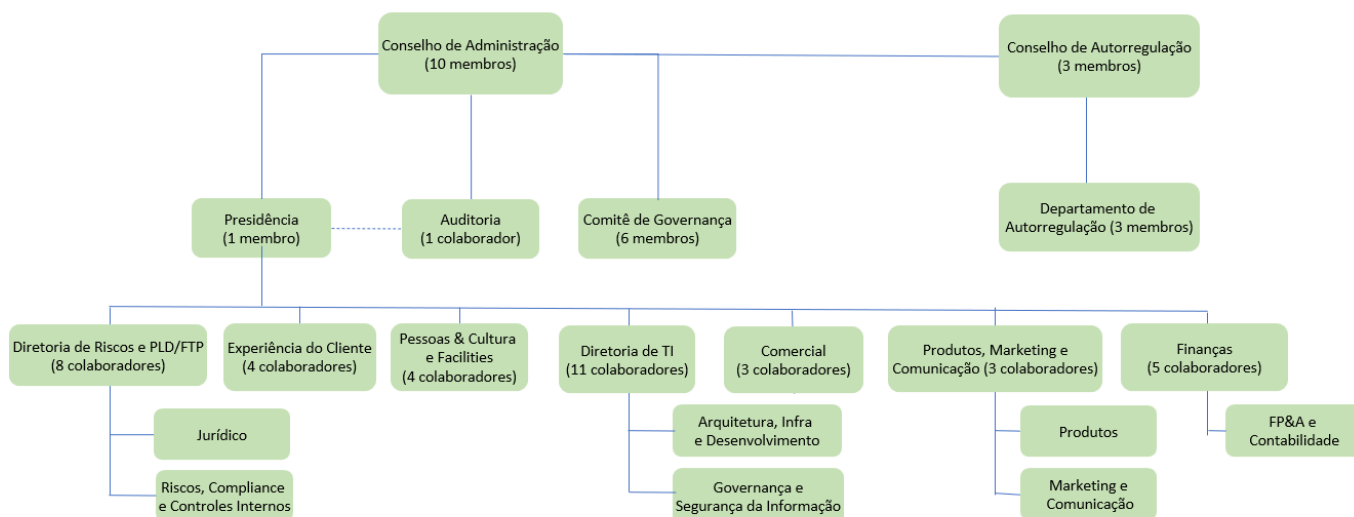 Conselho de Administração
(10 membros)
Conselho de Autorregulação
(3 membros)
Presidência
(1 membro)
Auditoria
(1 colaborador)
Comitê de Governança
(6 membros)
Departamento de
Autorregulação (3 membros)
Diretoria de Riscos e PLD/FTP
(8 colaboradores)
Experiência do Cliente
(4 colaboradores)
Pessoas & Cultura
e Facilities
(4 colaboradores)
Diretoria de TI
(11 colaboradores)
Comercial
(3 colaboradores)
Produtos, Marketing e
Comunicação (3 colaboradores)
Finanças
(5 colaboradores)
Jurídico
Arquitetura, Infra
e Desenvolvimento
Produtos
FP&A e
Contabilidade
Riscos, Compliance
e Controles Internos
Governança e
Segurança da Informação
Marketing e
Comunicação